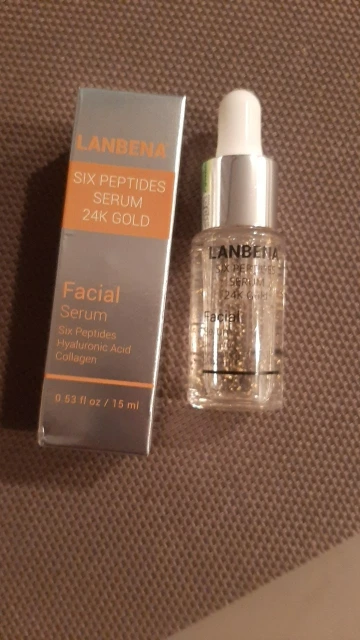 LANBENA
SIX PEPTIDES
SERUM
24K GOLD
Facial
Serum
Six Peptides
Hyaluronic Acid
Collagen
0.53 fl oz / 15 ml
LANBENA
SIX PEPTIDES
SERUM
24K GOLD
Facial